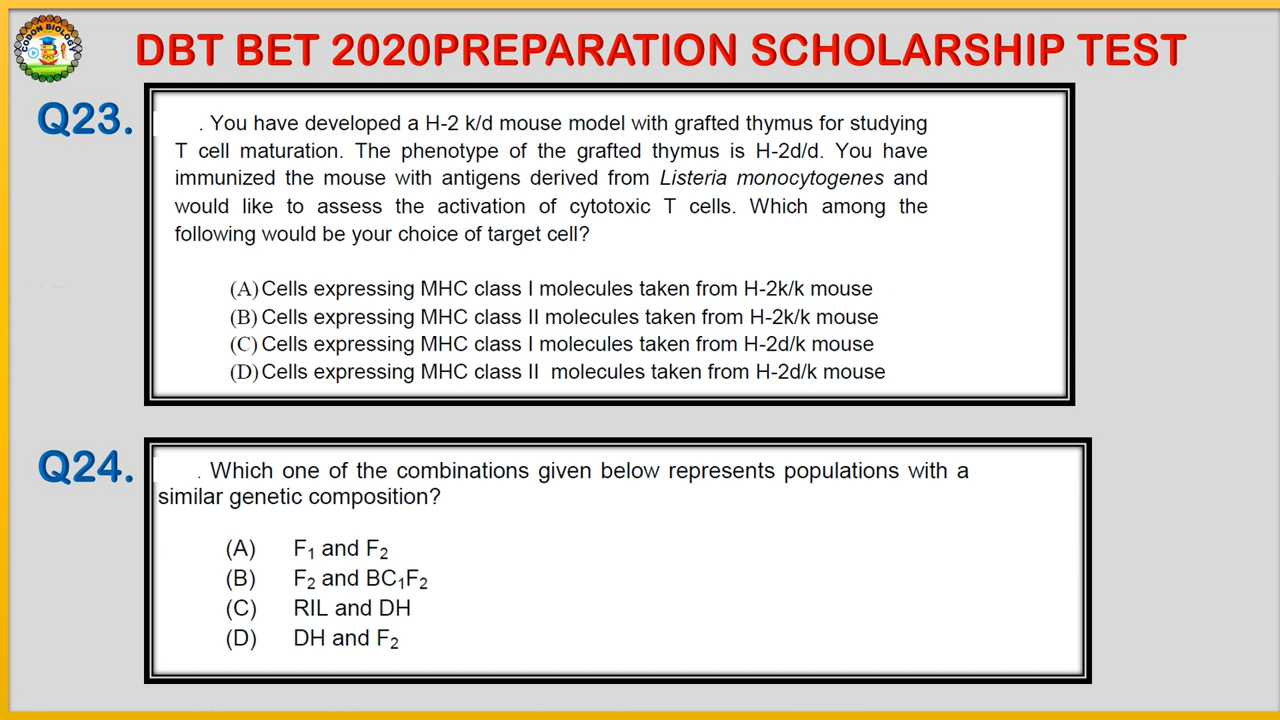 CODON BIOLOGY
DBT BET 2020PREPARATION SCHOLARSHIP TEST
Q23.
. You have developed a H-2 k/d mouse model with grafted thymus for studying
T cell maturation. The phenotype of the grafted thymus is H-2d/d. You have
immunized the mouse with antigens derived from Listeria monocytogenes and
would like to assess the activation of cytotoxic T cells. Which among the
following would be your choice of target cell?
(A) Cells expressing MHC class I molecules taken from H-2k/k mouse
(B) Cells expressing MHC class II molecules taken from H-2k/k mouse
(C) Cells expressing MHC class I molecules taken from H-2d/k mouse
(D) Cells expressing MHC class II molecules taken from H-2d/k mouse
Q24.
. Which one of the combinations given below represents populations with a
similar genetic composition?
(A) F₁ and F₂
(B) F₂ and BC₁F₂
(C) RIL and DH
(D) DH and F₂